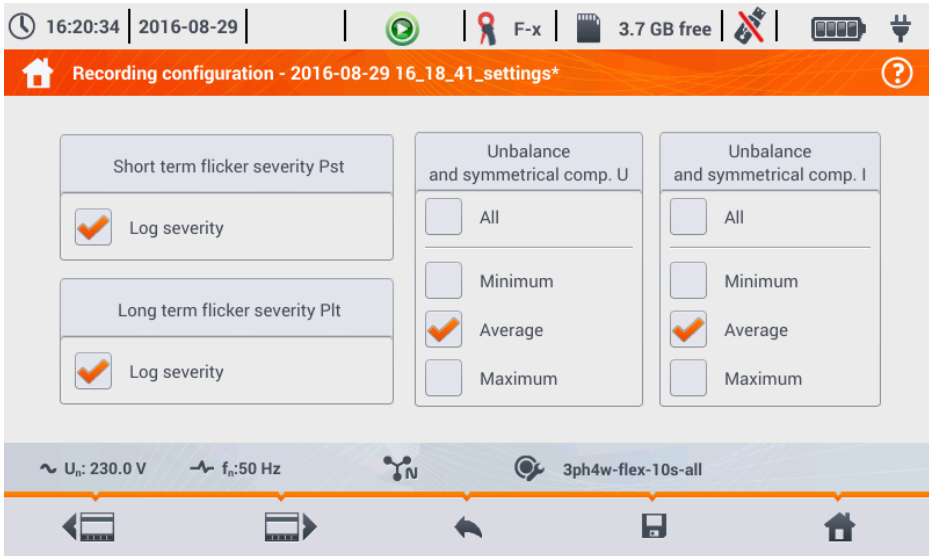 16:20:34 2016-08-29 F-x 3.7 GB free
Recording configuration - 2016-08-29 16_18_41_settings* ?
Short term flicker severity Pst
Log severity
Long term flicker severity Plt
Log severity
Unbalance
and symmetrical comp. U
All
Minimum
Average
Maximum
Unbalance
and symmetrical comp. I
All
Minimum
Average
Maximum
Uₙ: 230.0 V fₙ:50 Hz N 3ph4w-flex-10s-all